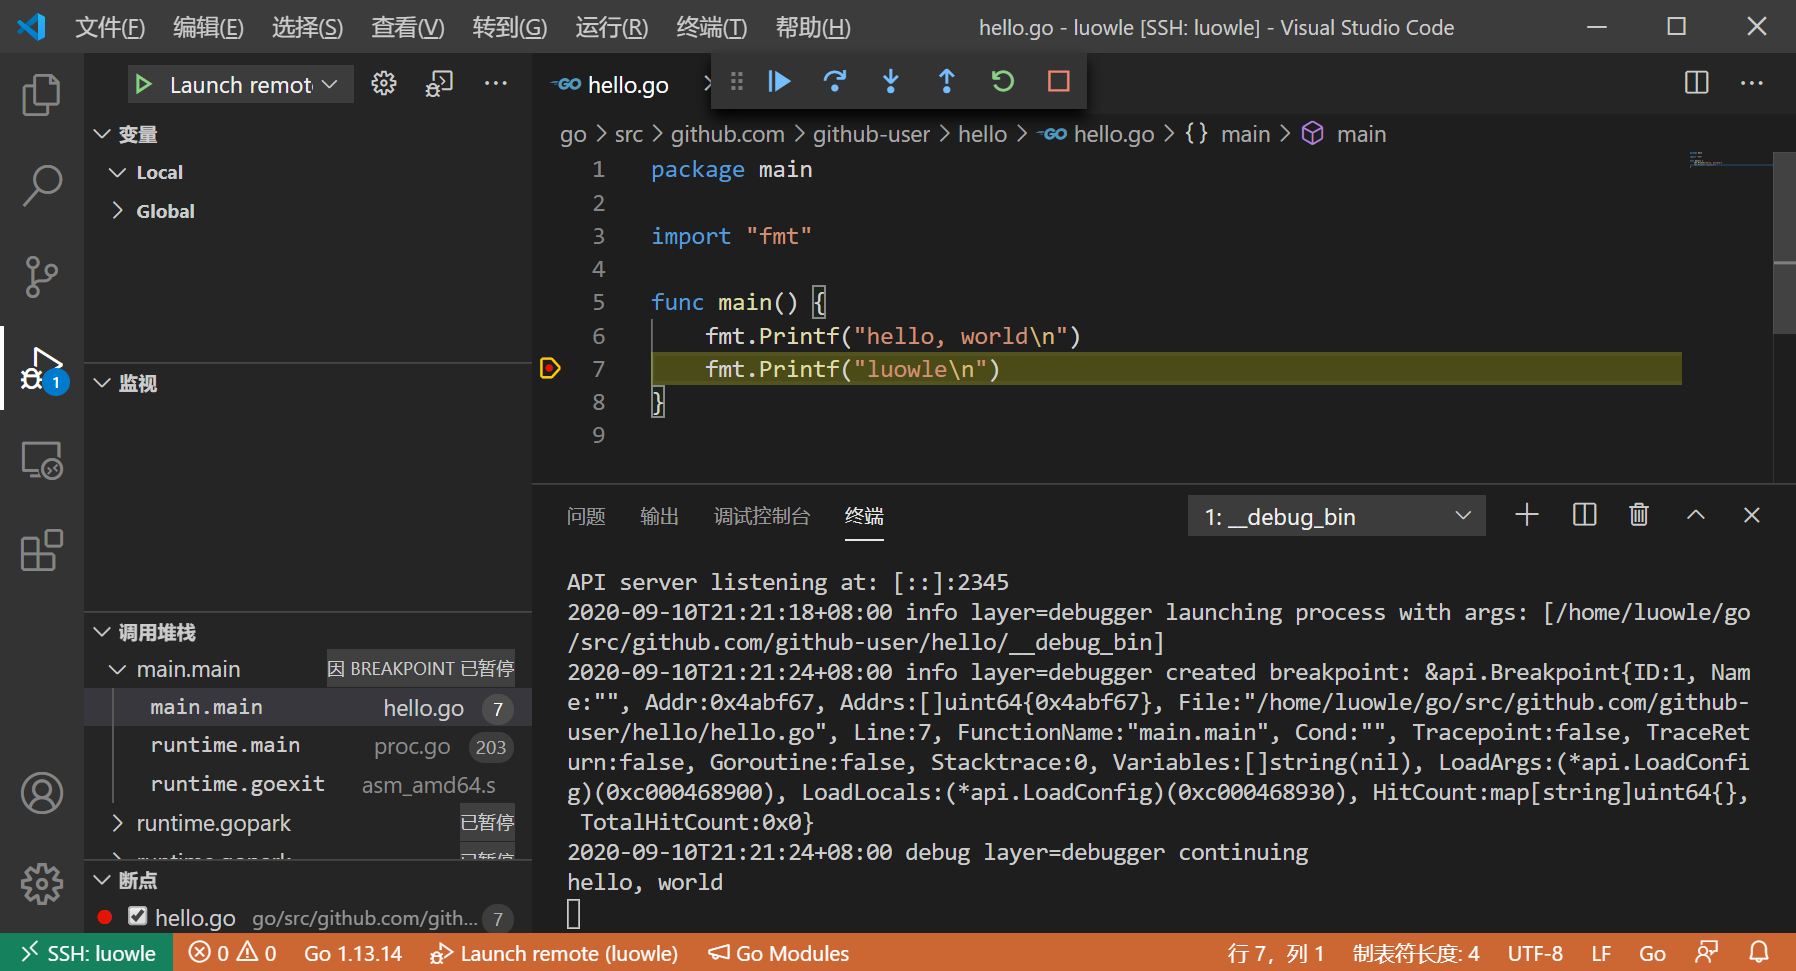 文件(F) 编辑(E) 选择(S) 查看(V) 转到(G) 运行(R) 终端(T) 帮助(H) hello.go - luowle [SSH: luowle] - Visual Studio Code
Launch remot
变量
Local
Global
1
监视
调用堆栈
main.main 因 BREAKPOINT 已暂停
main.main hello.go 7
runtime.main proc.go 203
runtime.goexit asm_amd64.s
runtime.gopark 已暂停
runtime.gopark 已暂停
断点
hello.go go/src/github.com/gith... 7
GO hello.go
go > src > github.com > github-user > hello > GO hello.go > {} main > main
1 package main
2
3 import "fmt"
4
5 func main() {
6 fmt.Printf("hello, world\n")
7 fmt.Printf("luowle\n")
8 }
9
问题 输出 调试控制台 终端 1: __debug_bin
API server listening at: [::]:2345
2020-09-10T21:21:18+08:00 info layer=debugger launching process with args: [/home/luowle/go
/src/github.com/github-user/hello/__debug_bin]
2020-09-10T21:21:24+08:00 info layer=debugger created breakpoint: &api.Breakpoint{ID:1, Nam
e:"", Addr:0x4abf67, Addrs:[]uint64{0x4abf67}, File:"/home/luowle/go/src/github.com/github-
user/hello/hello.go", Line:7, FunctionName:"main.main", Cond:"", Tracepoint:false, TraceRet
urn:false, Goroutine:false, Stacktrace:0, Variables:[]string(nil), LoadArgs:(*api.LoadConfi
g)(0xc000468900), LoadLocals:(*api.LoadConfig)(0xc000468930), HitCount:map[string]uint64{},
TotalHitCount:0x0}
2020-09-10T21:21:24+08:00 debug layer=debugger continuing
hello, world
SSH: luowle 0 0 Go 1.13.14 Launch remote (luowle) Go Modules 行 7，列 1 制表符长度: 4 UTF-8 LF Go